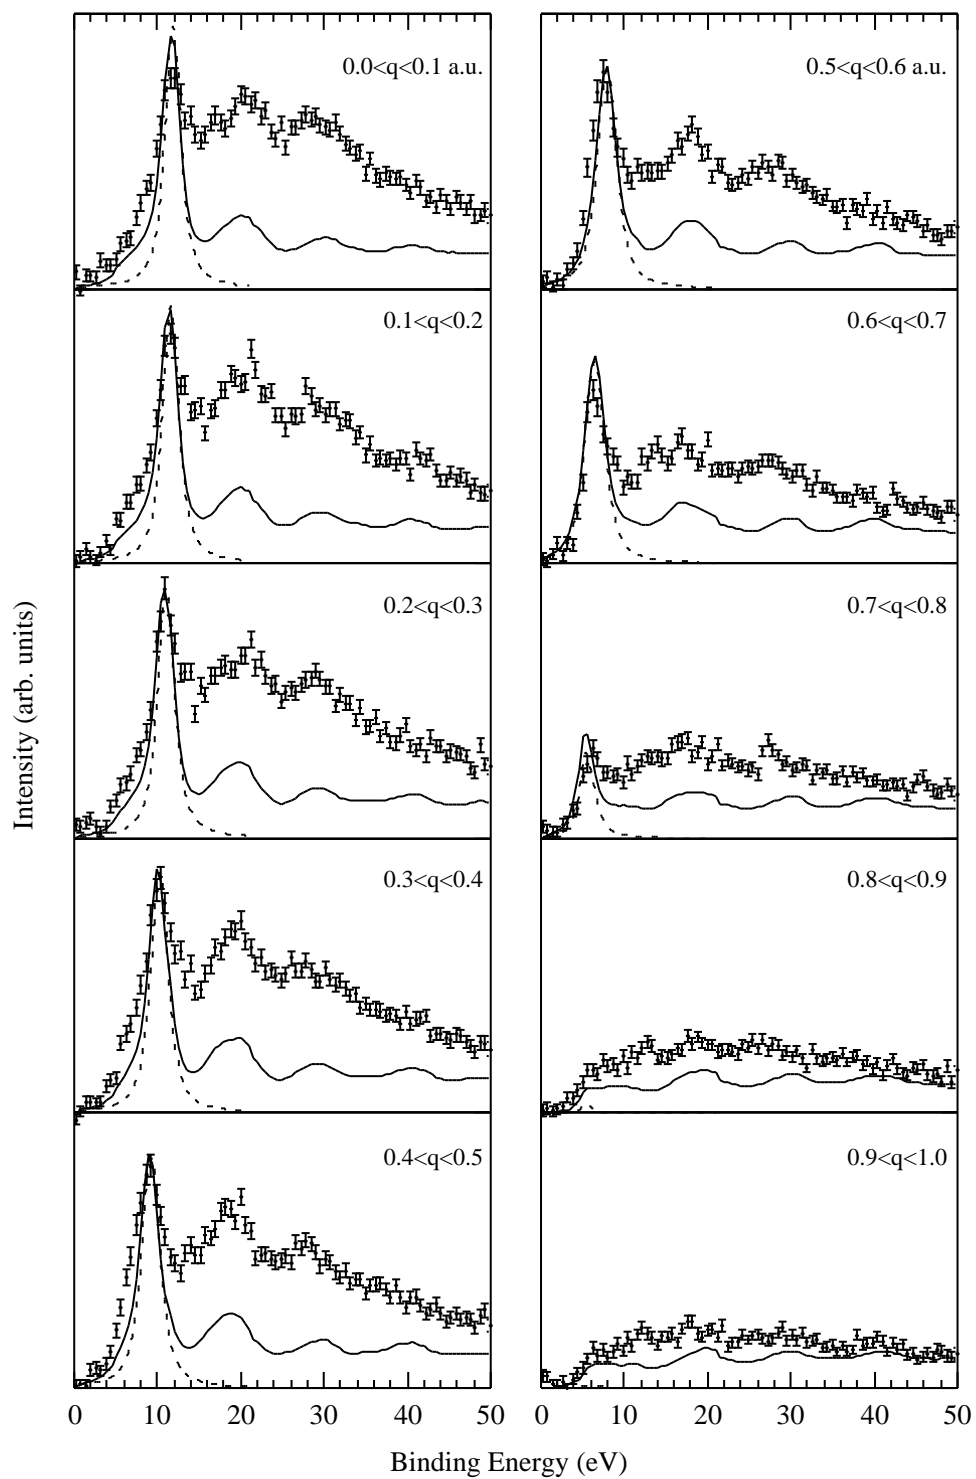 0.0<q<0.1 a.u.
0.1<q<0.2
0.2<q<0.3
0.3<q<0.4
0.4<q<0.5
0.5<q<0.6 a.u.
0.6<q<0.7
0.7<q<0.8
0.8<q<0.9
0.9<q<1.0
Intensity (arb. units)
0 10 20 30 40 50
0 10 20 30 40 50
Binding Energy (eV)